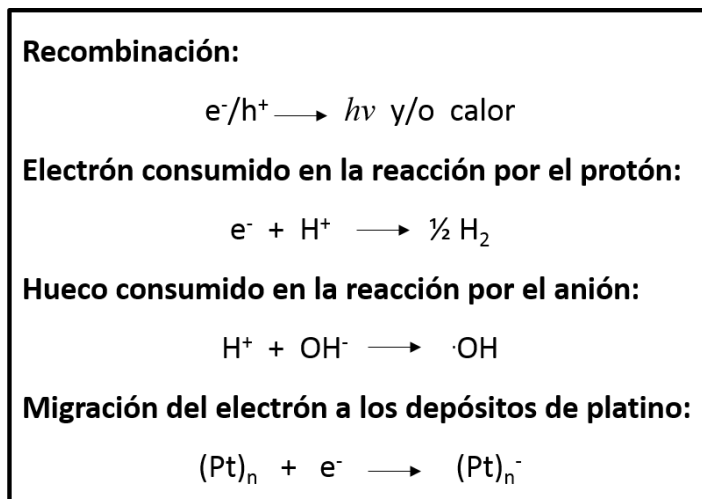 Recombinación:
e⁻/h⁺ ⟶ hν y/o calor
Electrón consumido en la reacción por el protón:
e⁻ + H⁺ ⟶ ½ H₂
Hueco consumido en la reacción por el anión:
H⁺ + OH⁻ ⟶ ·OH
Migración del electrón a los depósitos de platino:
(Pt)ₙ + e⁻ ⟶ (Pt)ₙ⁻